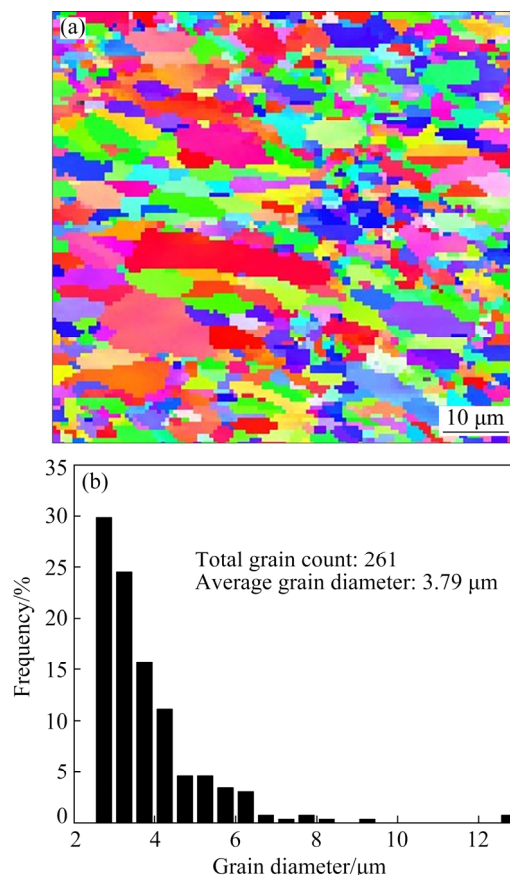 (a)
10 μm
35
(b)
30
Total grain count: 261
Average grain diameter: 3.79 μm
25
20
15
10
5
0
Frequency/%
2
4
6
8
10
12
Grain diameter/μm